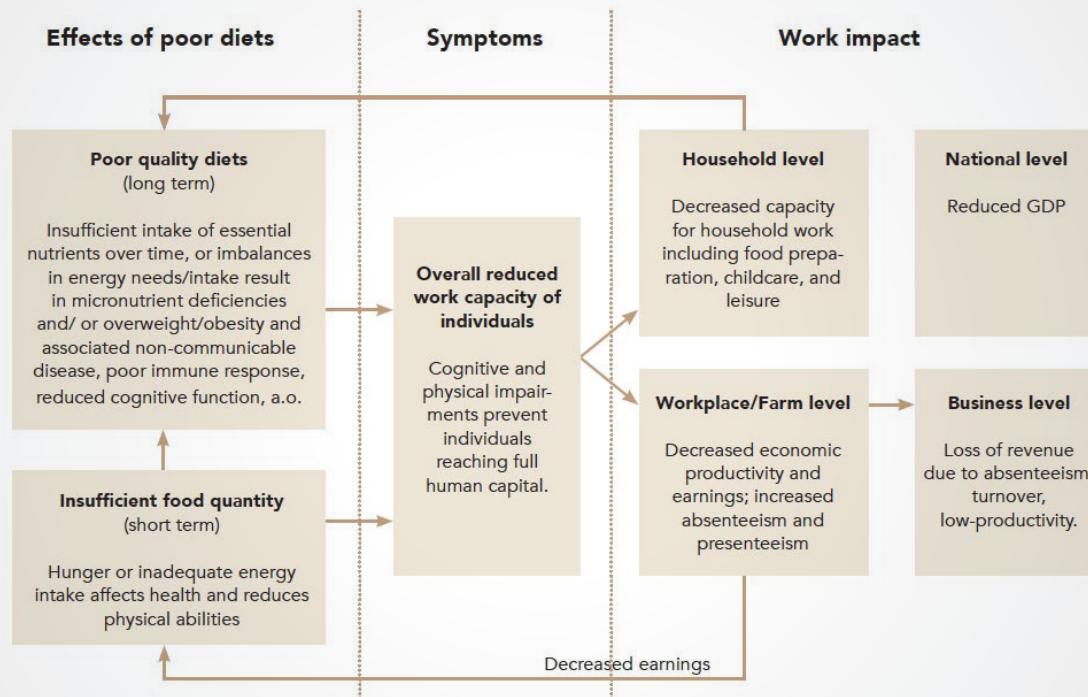 Effects of poor diets
Symptoms
Work impact
Poor quality diets
(long term)
Insufficient intake of essential
nutrients over time, or imbalances
in energy needs/intake result
in micronutrient deficiencies
and/ or overweight/obesity and
associated non-communicable
disease, poor immune response,
reduced cognitive function, a.o.
Insufficient food quantity
(short term)
Hunger or inadequate energy
intake affects health and reduces
physical abilities
Overall reduced
work capacity of
individuals
Cognitive and
physical impair-
ments prevent
individuals
reaching full
human capital.
Household level
Decreased capacity
for household work
including food prepa-
ration, childcare, and
leisure
National level
Reduced GDP
Workplace/Farm level
Decreased economic
productivity and
earnings; increased
absenteeism and
presenteeism
Business level
Loss of revenue
due to absenteeism,
turnover,
low-productivity.
Decreased earnings